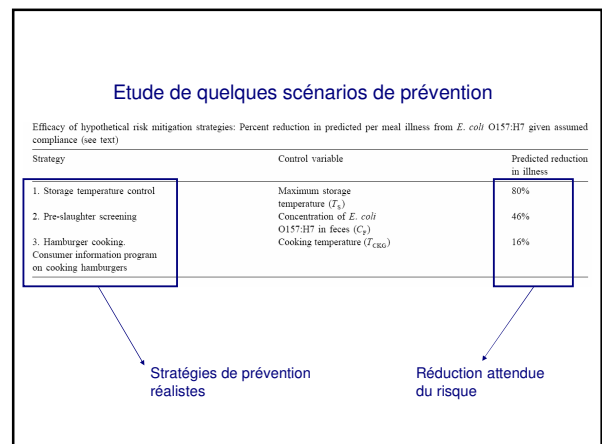 Etude de quelques scénarios de prévention
Efficacy of hypothetical risk mitigation strategies: Percent reduction in predicted per meal illness from E. coli O157:H7 given assumed
compliance (see text)
Strategy Control variable Predicted reduction
in illness
1. Storage temperature control Maximum storage 80%
temperature (TS)
2. Pre-slaughter screening Concentration of E. coli 46%
O157:H7 in feces (CF)
3. Hamburger cooking. Cooking temperature (TCKG) 16%
Consumer information program
on cooking hamburgers
Stratégies de prévention
réalistes
Réduction attendue
du risque